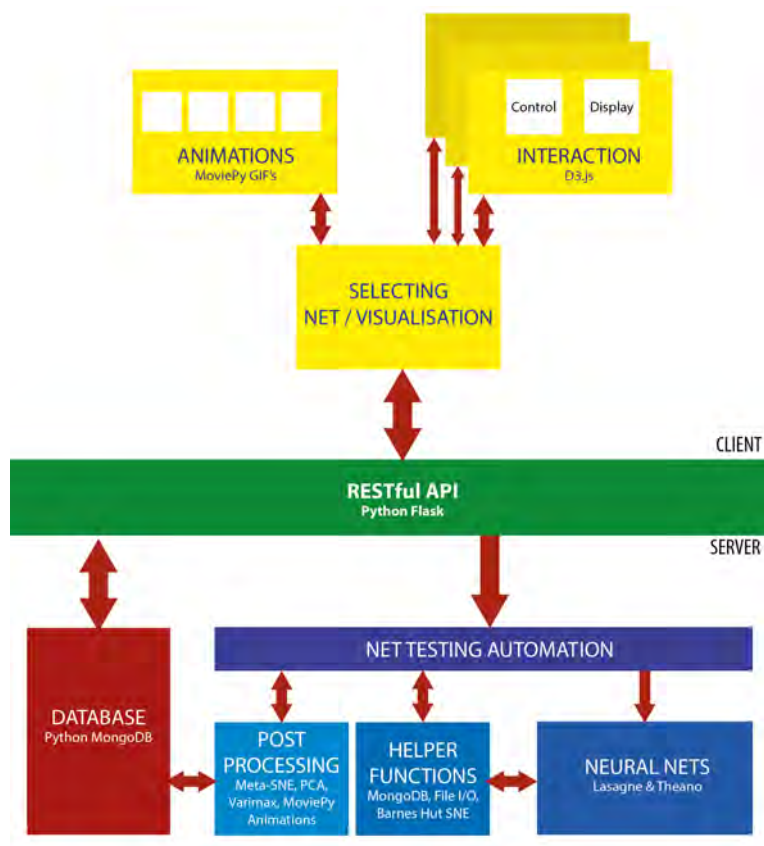 Control
Display
ANIMATIONS
MoviePy GIF's
INTERACTION
D3.js
SELECTING
NET / VISUALISATION
CLIENT
RESTful API
Python Flask
SERVER
NET TESTING AUTOMATION
DATABASE
Python MongoDB
POST
PROCESSING
Meta-SNE, PCA,
Varimax, MoviePy
Animations
HELPER
FUNCTIONS
MongoDB, File I/O,
Barnes Hut SNE
NEURAL NETS
Lasagne & Theano